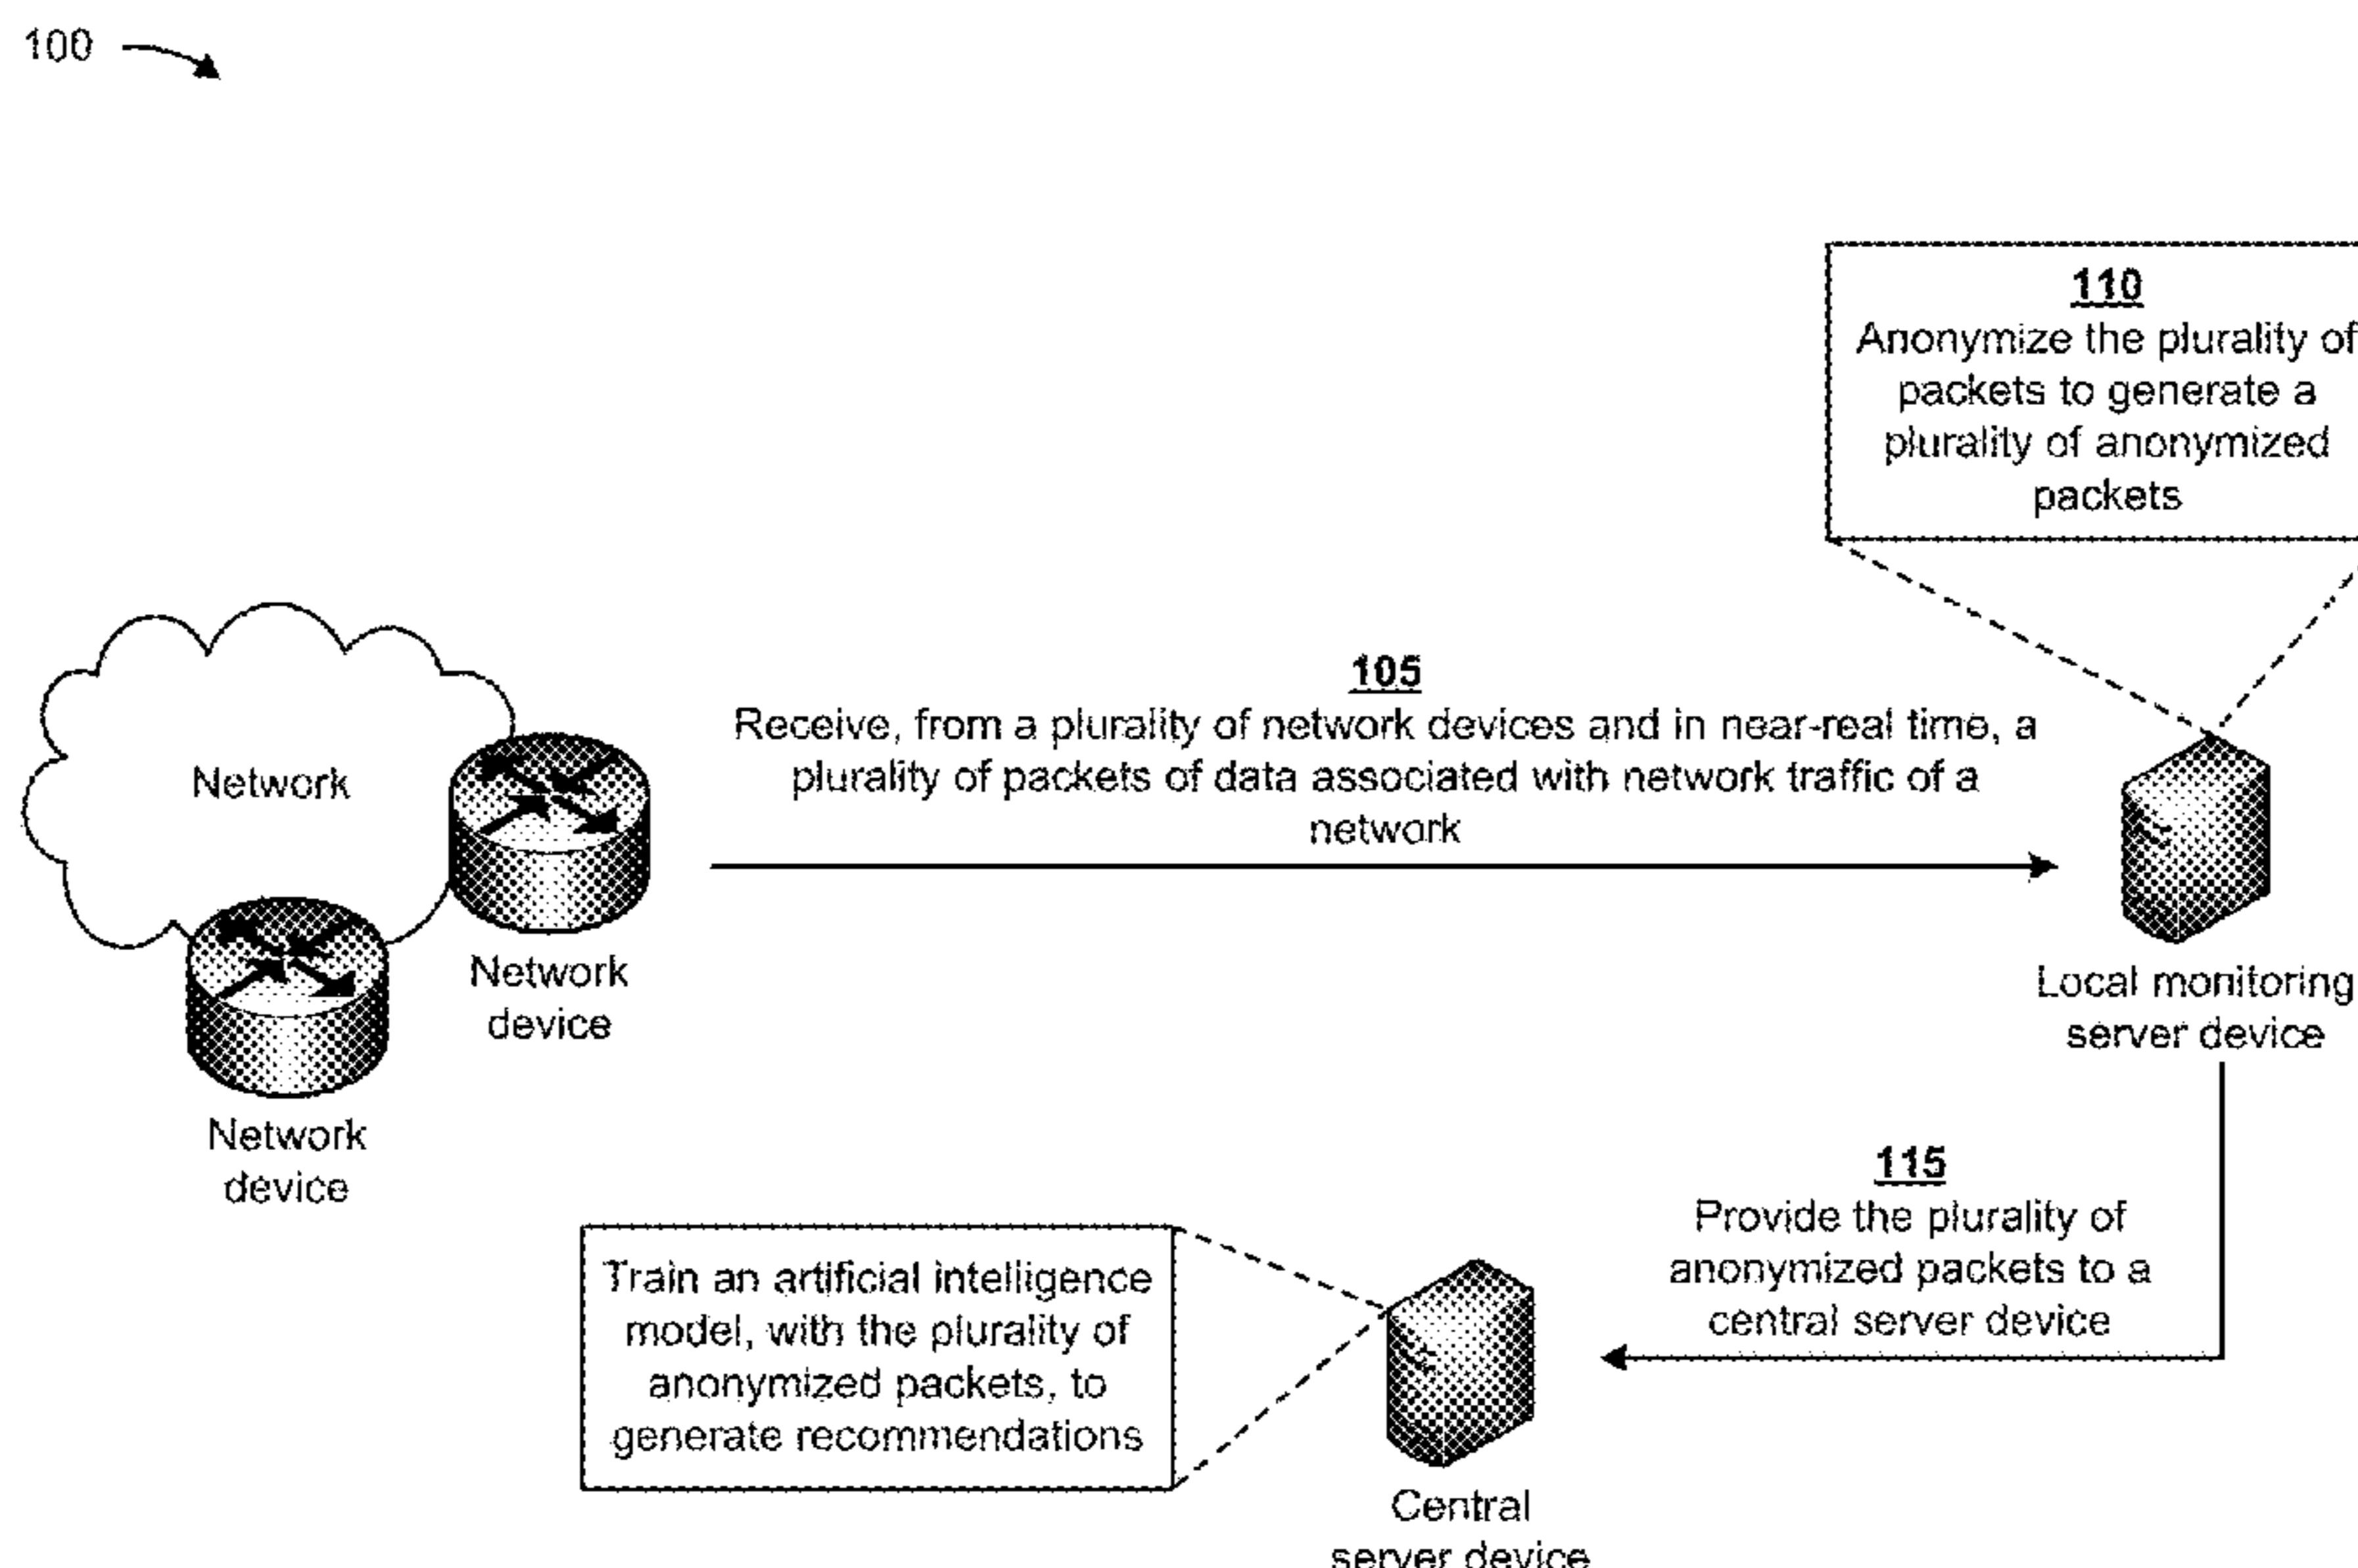 100
110
Anonymize the plurality of
packets to generate a
plurality of anonymized
packets
105
Receive, from a plurality of network devices and in near-real time, a
plurality of packets of data associated with network traffic of a
network
Network
Network
device
Network
device
Local monitoring
server device
115
Provide the plurality of
anonymized packets to a
central server device
Train an artificial intelligence
model, with the plurality of
anonymized packets, to
generate recommendations
Central
server device